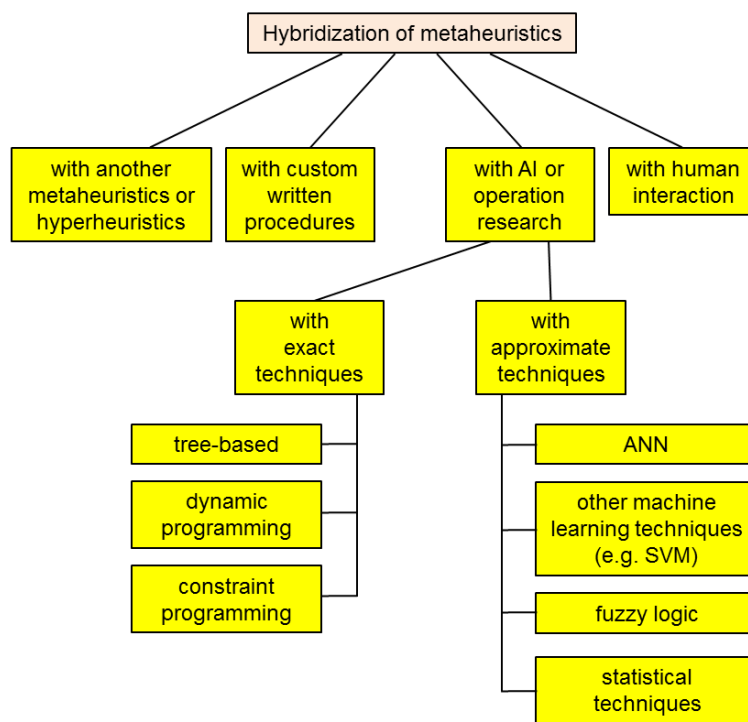 Hybridization of metaheuristics
with another
metaheuristics or
hyperheuristics
with custom
written
procedures
with AI or
operation
research
with human
interaction
with
exact
techniques
with
approximate
techniques
tree-based
dynamic
programming
constraint
programming
ANN
other machine
learning techniques
(e.g. SVM)
fuzzy logic
statistical
techniques